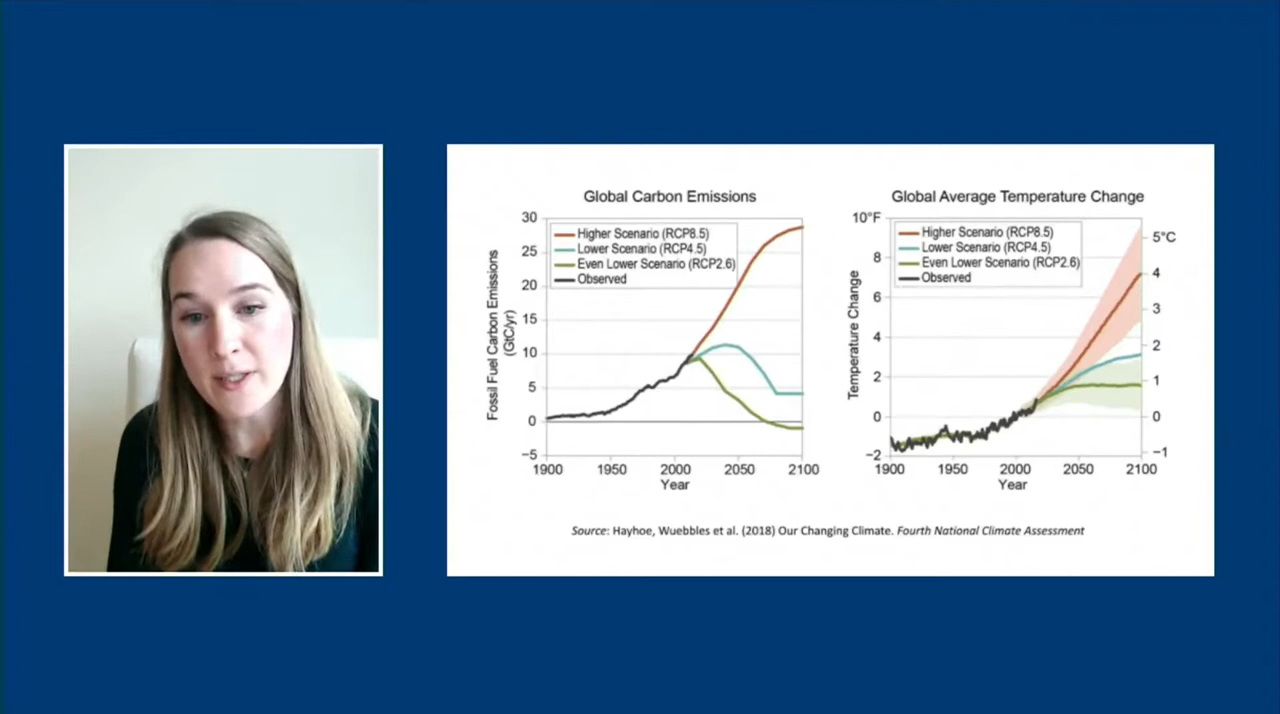 Global Carbon Emissions
30
25
20
15
10
5
0
−5
Fossil Fuel Carbon Emissions
(GtC/yr)
Higher Scenario (RCP8.5)
Lower Scenario (RCP4.5)
Even Lower Scenario (RCP2.6)
Observed
1900 1950 2000 2050 2100
Year
Global Average Temperature Change
10°F
8
6
4
2
0
−2
Temperature Change
Higher Scenario (RCP8.5)
Lower Scenario (RCP4.5)
Even Lower Scenario (RCP2.6)
Observed
5°C
4
3
2
1
0
−1
1900 1950 2000 2050 2100
Year
Source: Hayhoe, Wuebbles et al. (2018) Our Changing Climate. Fourth National Climate Assessment